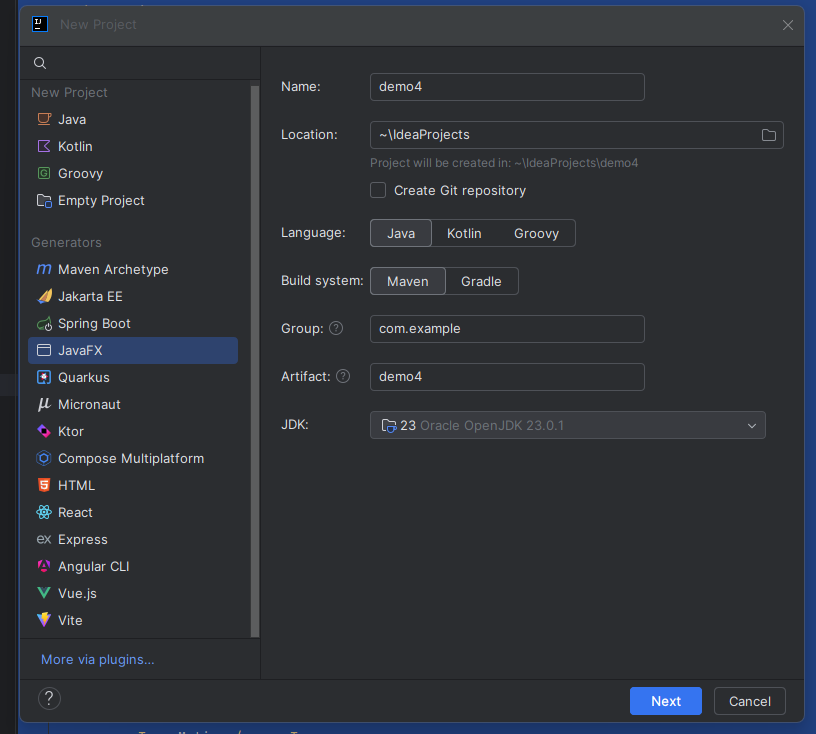 New Project
New Project
Java
Kotlin
Groovy
Empty Project
Generators
Maven Archetype
Jakarta EE
Spring Boot
JavaFX
Quarkus
Micronaut
Ktor
Compose Multiplatform
HTML
React
Express
Angular CLI
Vue.js
Vite
More via plugins...
Name: demo4
Location: ~\IdeaProjects
Project will be created in: ~\IdeaProjects\demo4
Create Git repository
Language: Java Kotlin Groovy
Build system: Maven Gradle
Group: ? com.example
Artifact: ? demo4
JDK: 23 Oracle OpenJDK 23.0.1
? Next Cancel